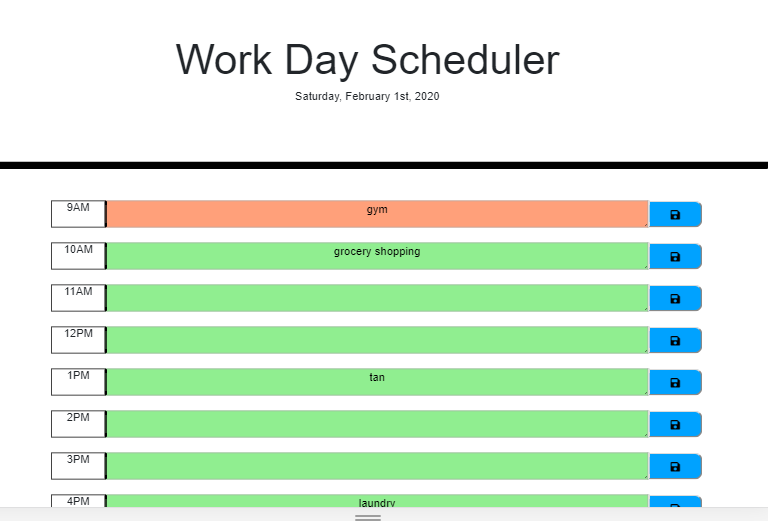 Work Day Scheduler
Saturday, February 1st, 2020
9AM gym
10AM grocery shopping
11AM
12PM
1PM tan
2PM
3PM
4PM laundry